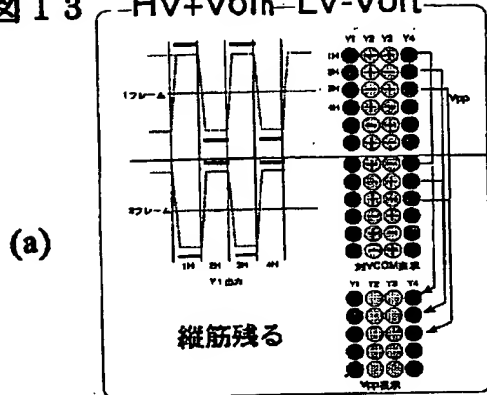 図13
HV+Voln-LV-Volt
Y1 Y2 Y3 Y4
1H
2H
3H
4H
1フレーム
Vpp
2フレーム
(a)
1H 2H 3H 4H
Y1出力
対VCOM表示
縦筋残る
Y1 Y2 Y3 Y4
Vpp表示